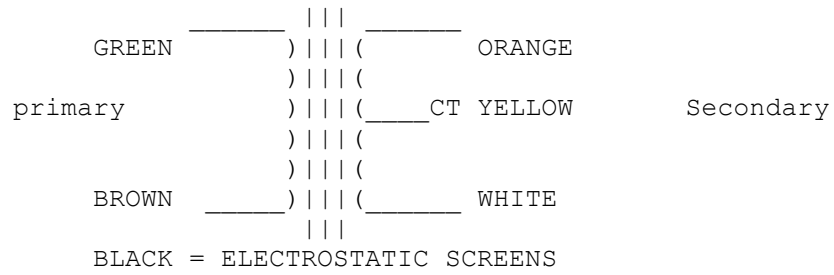 GREEN ORANGE
primary CT YELLOW Secondary
BROWN WHITE
BLACK = ELECTROSTATIC SCREENS